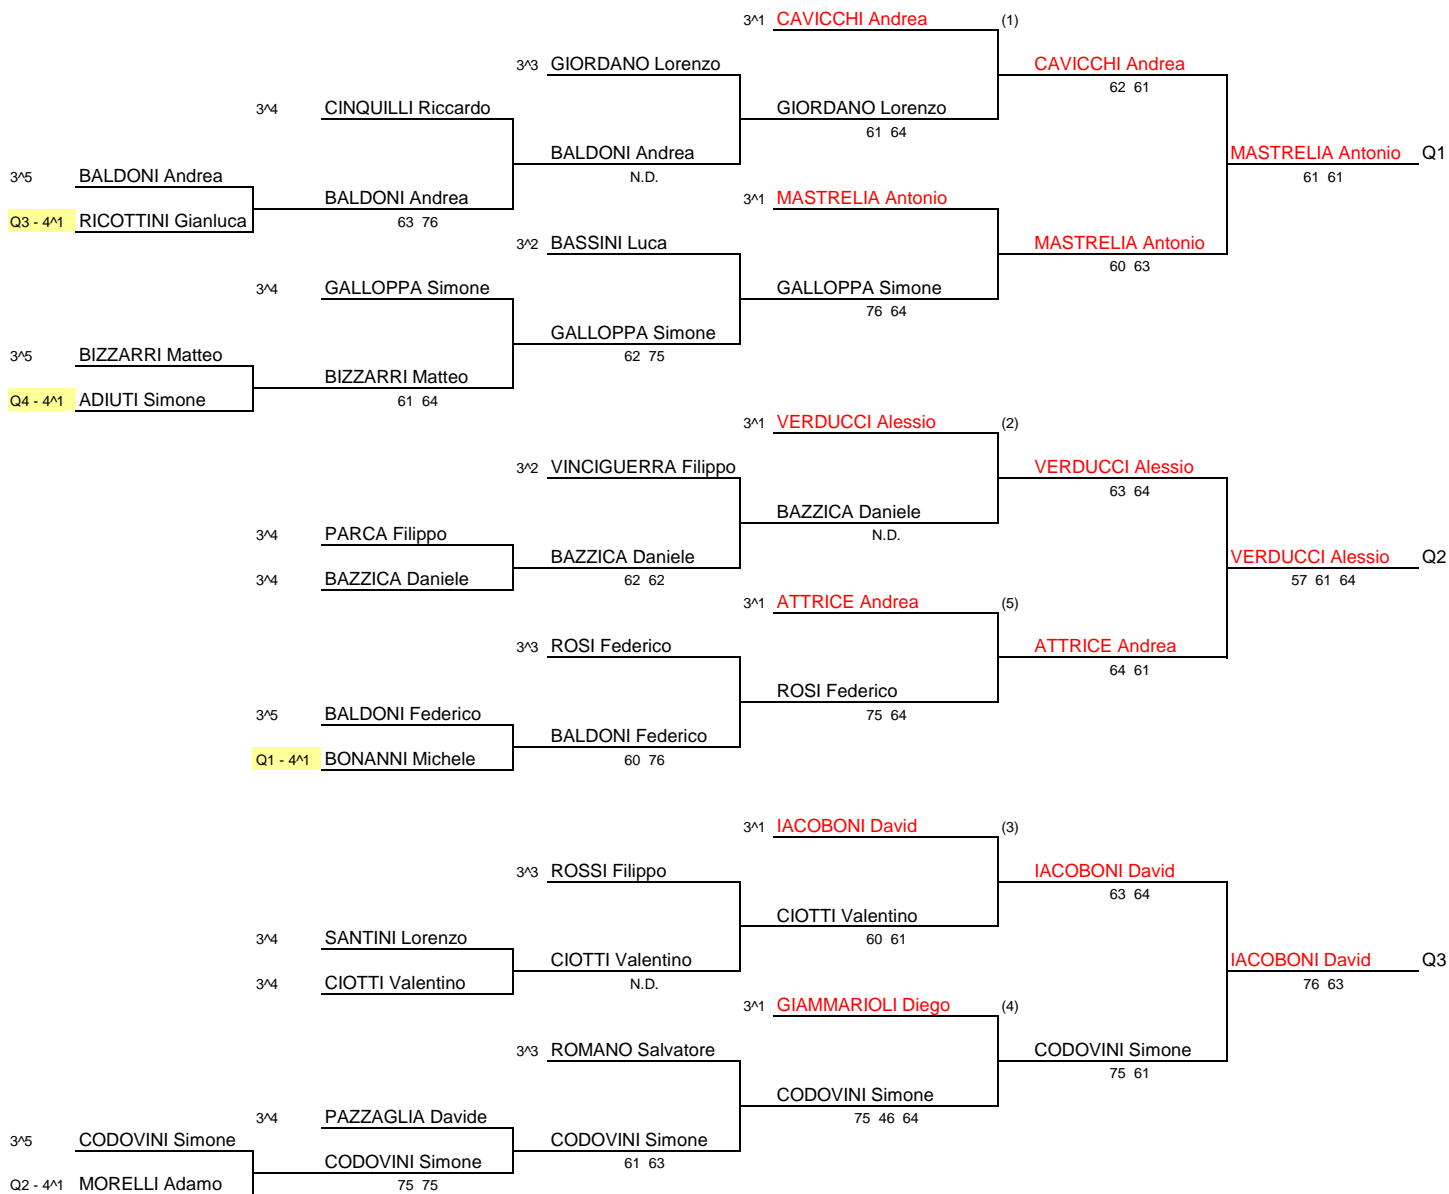 3^1 CAVICCHI Andrea (1)
3^3 GIORDANO Lorenzo CAVICCHI Andrea
62 61
3^4 CINQUILLI Riccardo GIORDANO Lorenzo
61 64
BALDONI Andrea MASTRELIA Antonio Q1
3^5 BALDONI Andrea N.D. 61 61
BALDONI Andrea 3^1 MASTRELIA Antonio
Q3 - 4^1 RICOTTINI Gianluca 63 76
3^2 BASSINI Luca MASTRELIA Antonio
60 63
3^4 GALLOPPA Simone GALLOPPA Simone
76 64
GALLOPPA Simone
3^5 BIZZARRI Matteo 62 75
BIZZARRI Matteo
Q4 - 4^1 ADIUTI Simone 61 64
3^1 VERDUCCI Alessio (2)
3^2 VINCIGUERRA Filippo VERDUCCI Alessio
63 64
BAZZICA Daniele
3^4 PARCA Filippo N.D.
BAZZICA Daniele VERDUCCI Alessio Q2
3^4 BAZZICA Daniele 62 62 57 61 64
3^1 ATTRICE Andrea (5)
3^3 ROSI Federico ATTRICE Andrea
64 61
ROSI Federico
3^5 BALDONI Federico 75 64
BALDONI Federico
Q1 - 4^1 BONANNI Michele 60 76
3^1 IACOBONI David (3)
3^3 ROSSI Filippo IACOBONI David
63 64
CIOTTI Valentino
3^4 SANTINI Lorenzo 60 61
CIOTTI Valentino IACOBONI David Q3
3^4 CIOTTI Valentino N.D. 76 63
3^1 GIAMMARIOLI Diego (4)
3^3 ROMANO Salvatore CODOVINI Simone
75 61
CODOVINI Simone
3^4 PAZZAGLIA Davide 75 46 64
3^5 CODOVINI Simone CODOVINI Simone
CODOVINI Simone 61 63
Q2 - 4^1 MORELLI Adamo 75 75